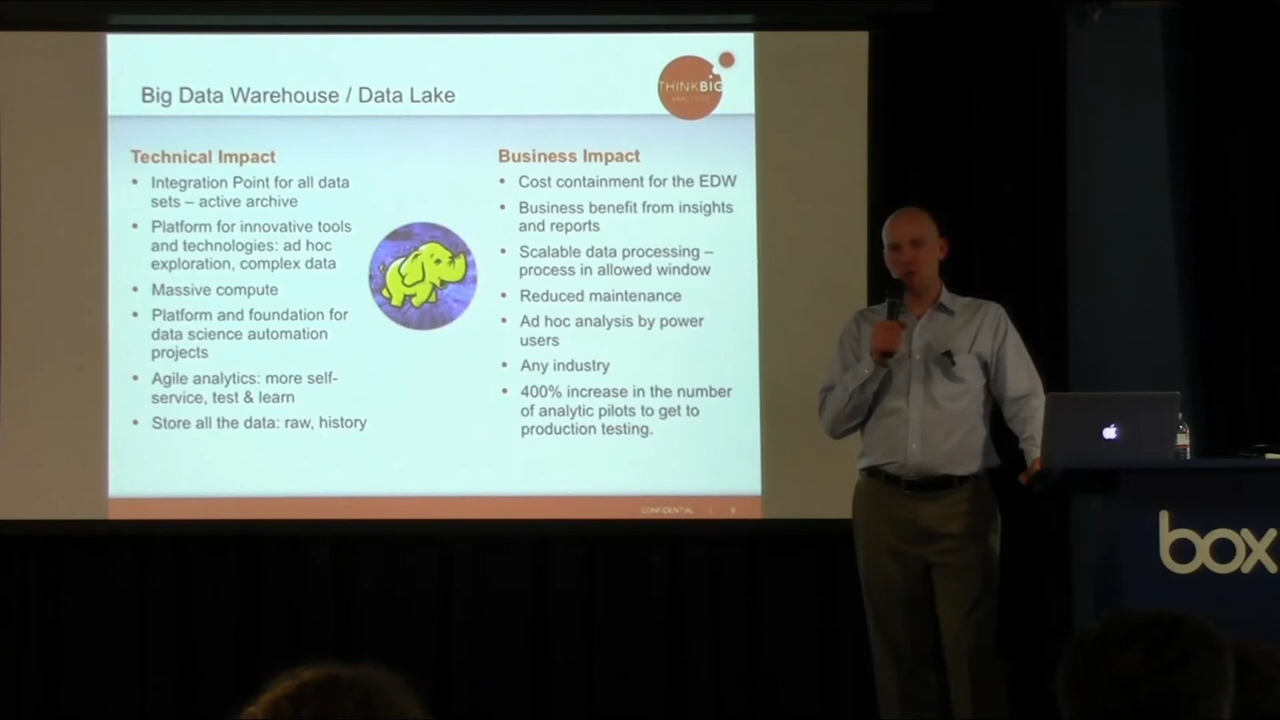 Big Data Warehouse / Data Lake
THINKBIG
Technical Impact
• Integration Point for all data
sets – active archive
• Platform for innovative tools
and technologies: ad hoc
exploration, complex data
• Massive compute
• Platform and foundation for
data science automation
projects
• Agile analytics: more self-
service, test & learn
• Store all the data: raw, history
Business Impact
• Cost containment for the EDW
• Business benefit from insights
and reports
• Scalable data processing –
process in allowed window
• Reduced maintenance
• Ad hoc analysis by power
users
• Any industry
• 400% increase in the number
of analytic pilots to get to
production testing.
CONFIDENTIAL
box